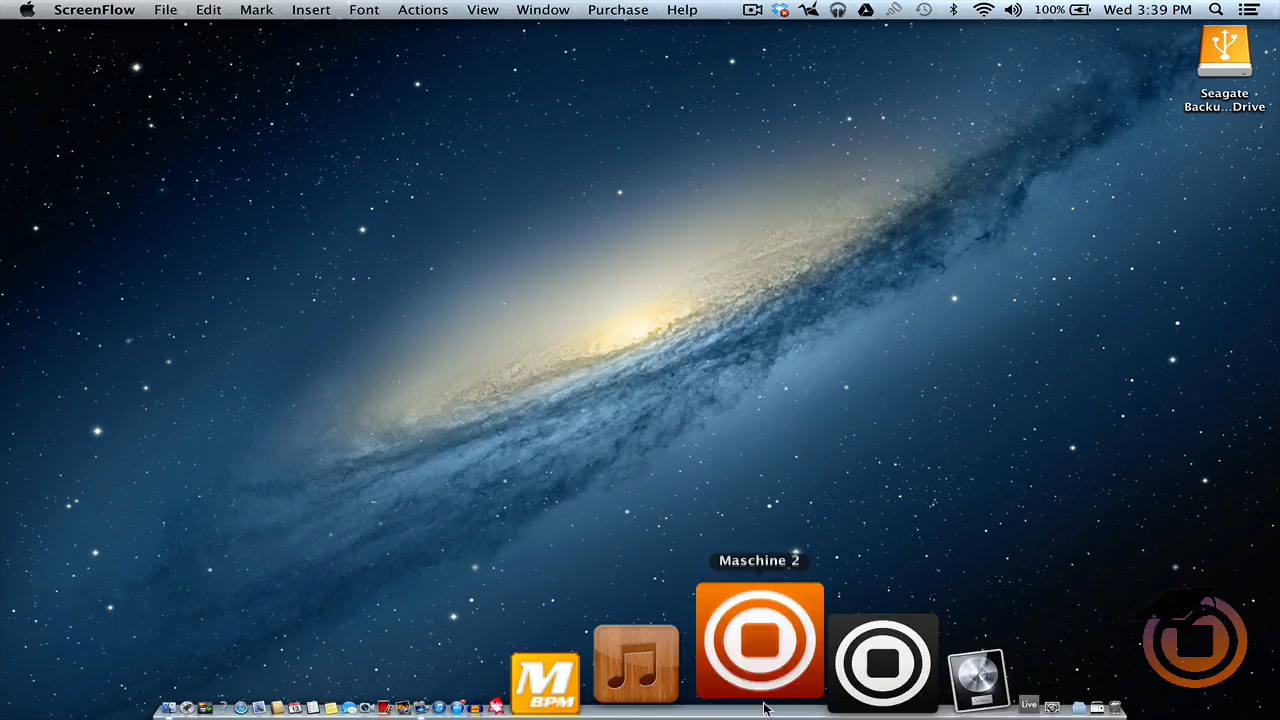 ScreenFlow File Edit Mark Insert Font Actions View Window Purchase Help 100% Wed 3:39 PM
Seagate
Backu...Drive
Maschine 2
M
BPM
Live